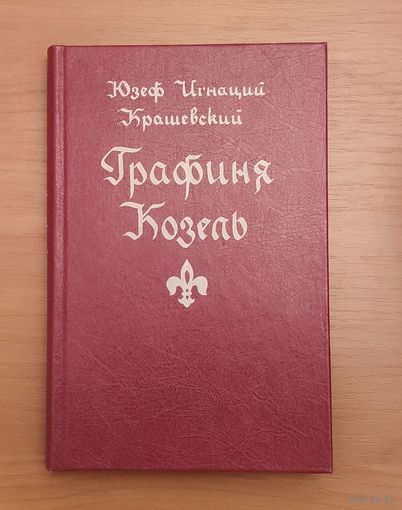 Юзеф Игнаций
Крашевский
Графиня
Козель